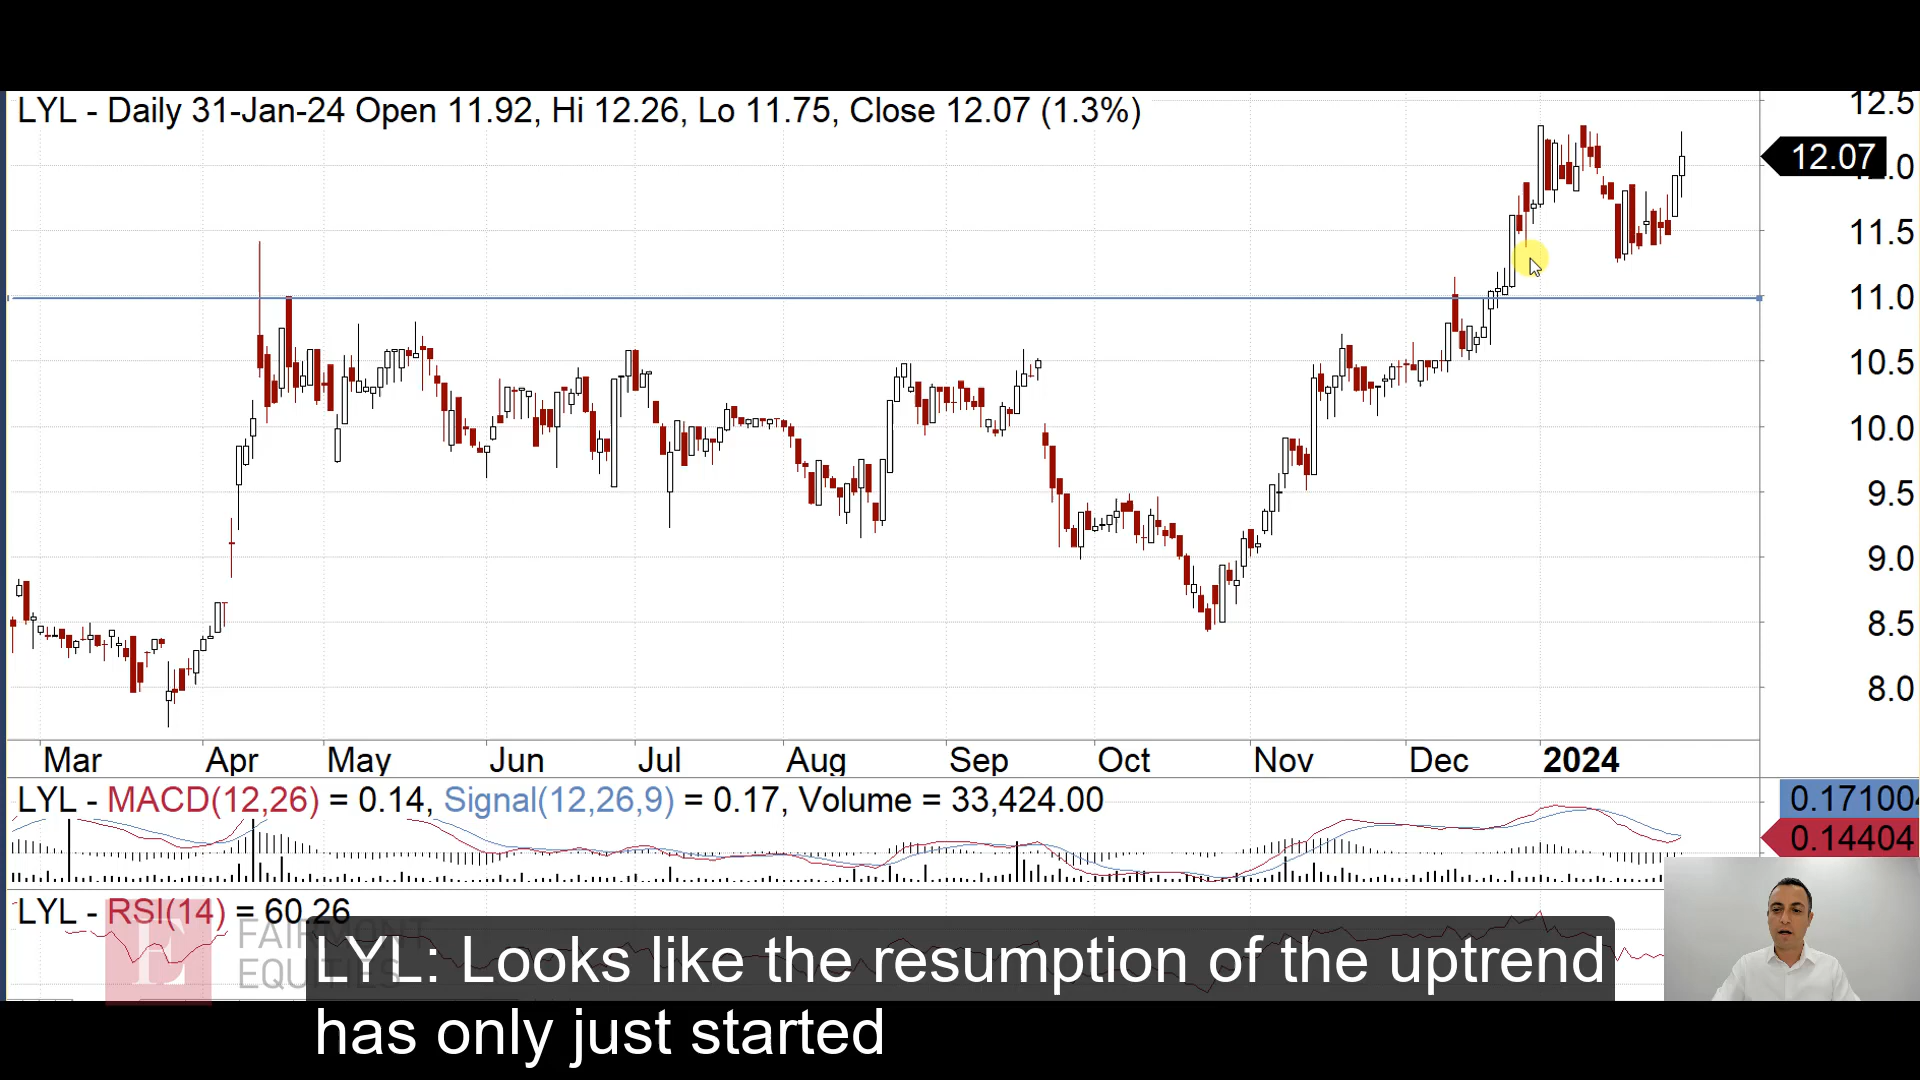 LYL - Daily 31-Jan-24 Open 11.92, Hi 12.26, Lo 11.75, Close 12.07 (1.3%)
12.5
12.07
11.5
11.0
10.5
10.0
9.5
9.0
8.5
8.0
Mar Apr May Jun Jul Aug Sep Oct Nov Dec 2024
LYL - MACD(12,26) = 0.14, Signal(12,26,9) = 0.17, Volume = 33,424.00
0.171004
0.14404
LYL - RSI(14) = 60.26
FAIRMONT
EQUITIES
LYL: Looks like the resumption of the uptrend
has only just started